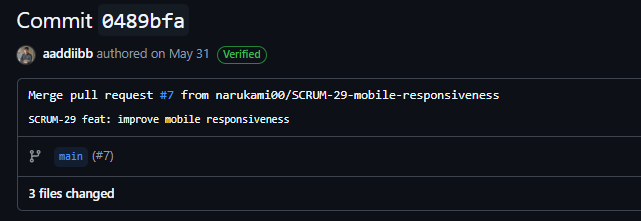 Commit 0489bfa
aaddiibb authored on May 31 Verified
Merge pull request #7 from narukami00/SCRUM-29-mobile-responsiveness
SCRUM-29 feat: improve mobile responsiveness
main (#7)
3 files changed